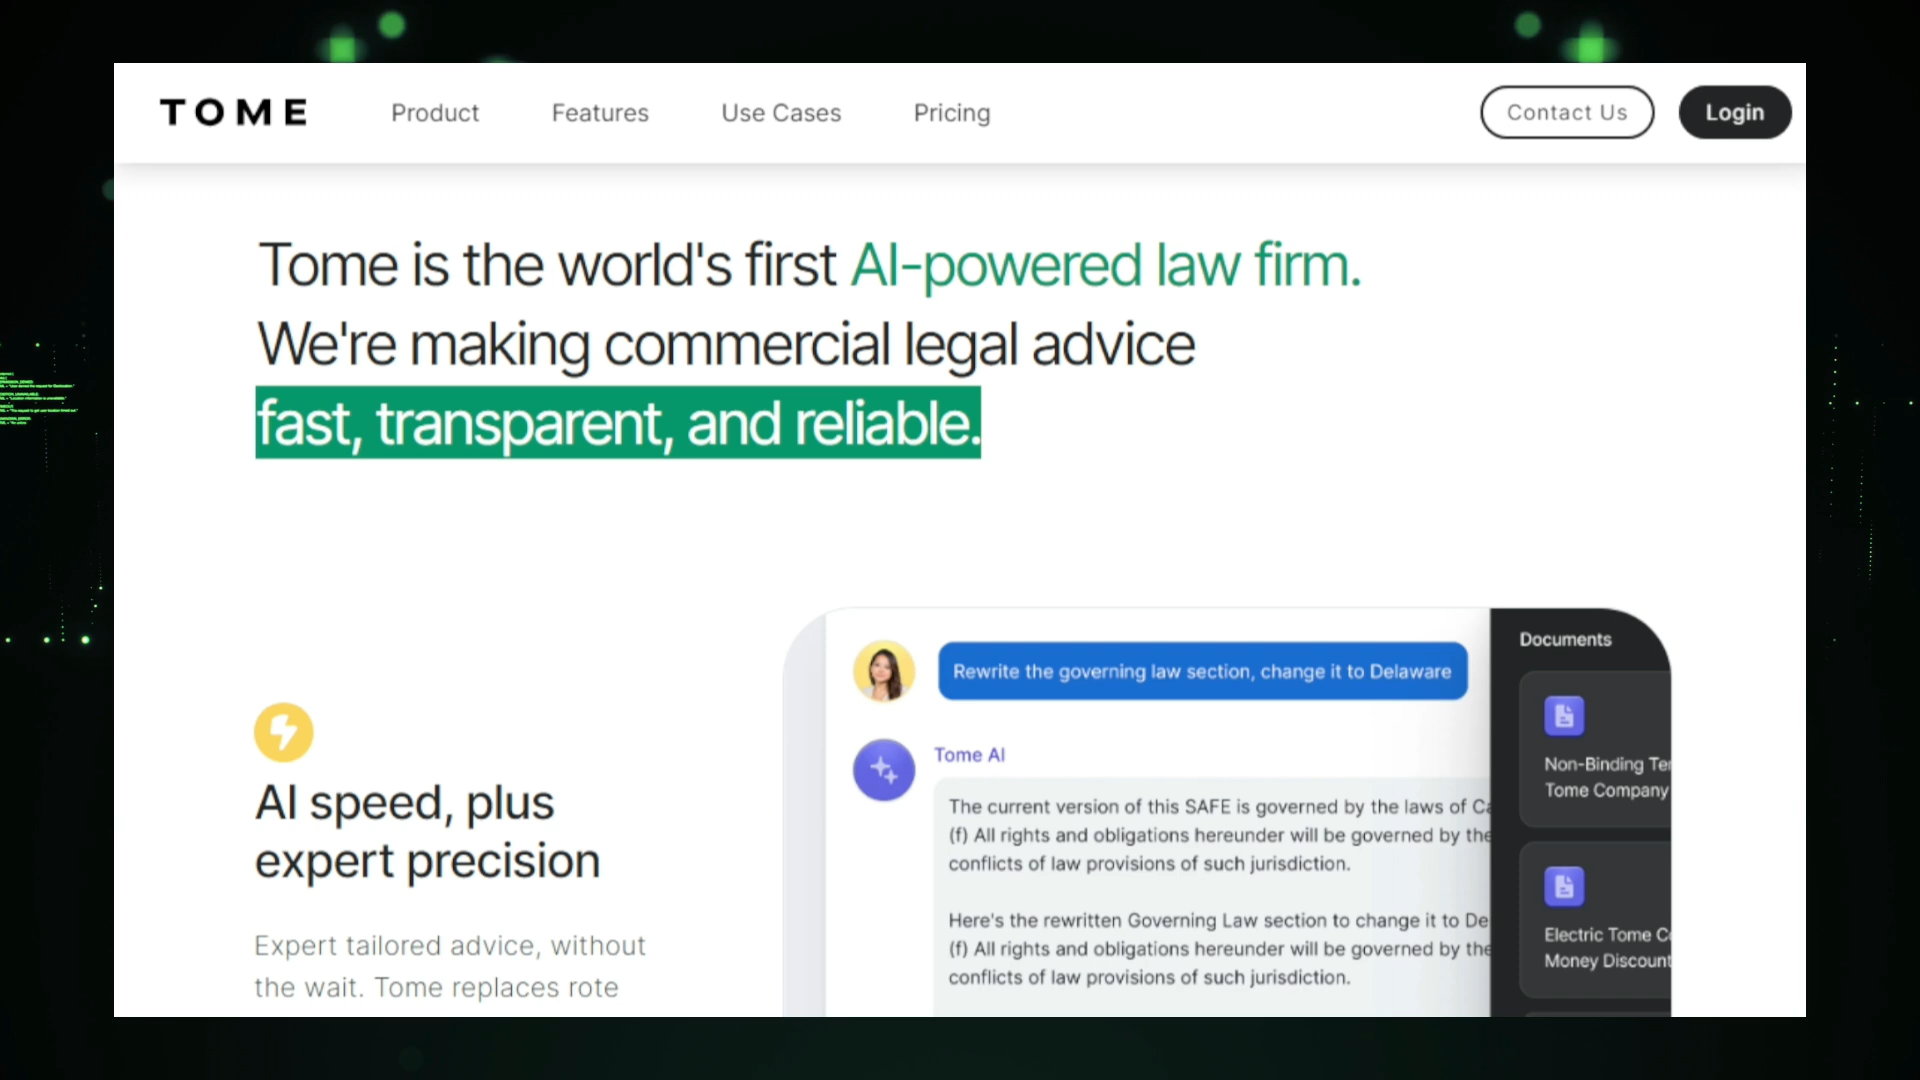 TOME
Product
Features
Use Cases
Pricing
Contact Us
Login
Tome is the world's first AI-powered law firm.
We're making commercial legal advice
fast, transparent, and reliable.
AI speed, plus
expert precision
Expert tailored advice, without
the wait. Tome replaces rote
Rewrite the governing law section, change it to Delaware
Tome AI
The current version of this SAFE is governed by the laws of Ca
(f) All rights and obligations hereunder will be governed by the
conflicts of law provisions of such jurisdiction.
Here's the rewritten Governing Law section to change it to De
(f) All rights and obligations hereunder will be governed by the
conflicts of law provisions of such jurisdiction.
Documents
Non-Binding Ter
Tome Company
Electric Tome Co
Money Discount